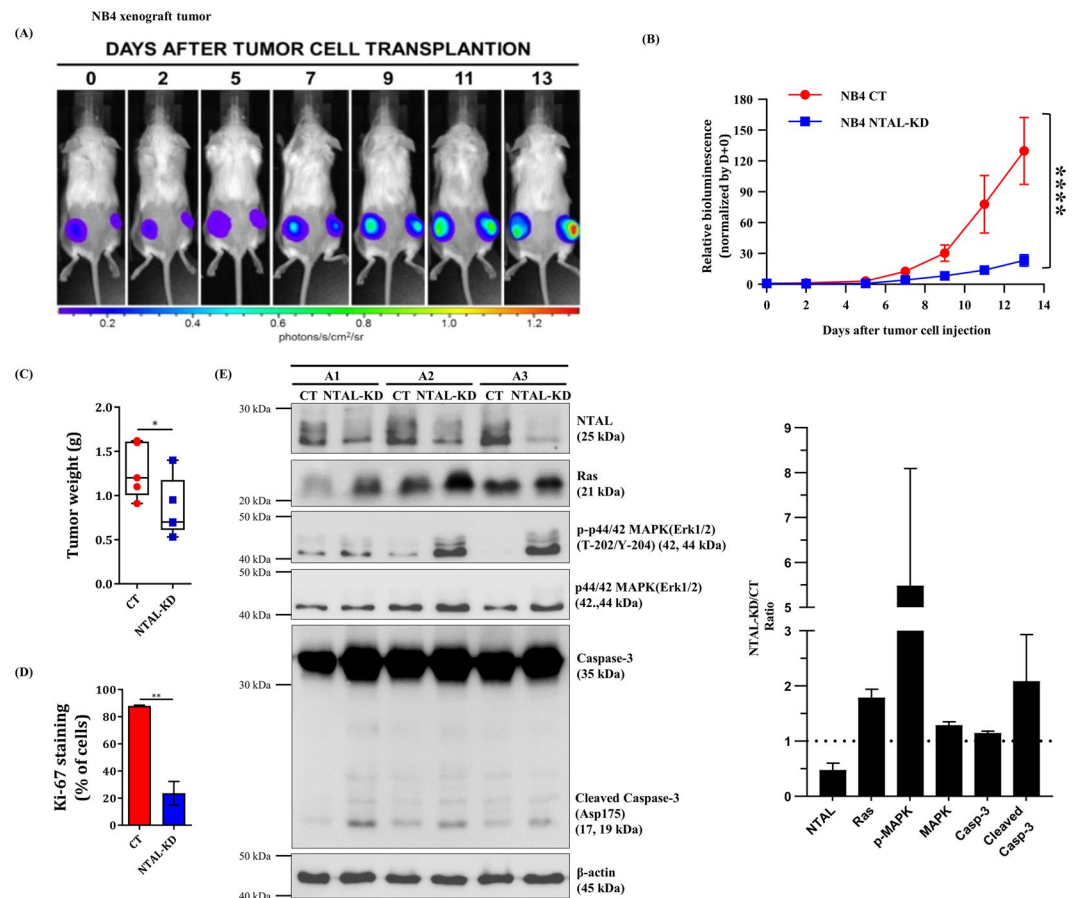 NB4 xenograft tumor
(A)
DAYS AFTER TUMOR CELL TRANSPLANTION
0 2 5 7 9 11 13
0.2 0.4 0.6 0.8 1.0 1.2
photons/s/cm²/sr
(B)
NB4 CT
NB4 NTAL-KD
Relative bioluminescence
(normalized by D+0)
180
150
120
90
60
30
0
0 2 4 6 8 10 12 14
Days after tumor cell injection
****
(C)
Tumor weight (g)
2.0
1.5
1.0
0.5
0.0
*
CT
NTAL-KD
(D)
Ki-67 staining
(% of cells)
100
80
60
40
20
0
**
CT
NTAL-KD
(E)
A1 A2 A3
CT NTAL-KD CT NTAL-KD CT NTAL-KD
30 kDa
NTAL
(25 kDa)
Ras
(21 kDa)
20 kDa
50 kDa
p-p44/42 MAPK(Erk1/2)
(T-202/Y-204) (42, 44 kDa)
40 kDa
50 kDa
p44/42 MAPK(Erk1/2)
(42.,44 kDa)
40 kDa
Caspase-3
(35 kDa)
30 kDa
Cleaved Caspase-3
(Asp175)
(17, 19 kDa)
20 kDa
50 kDa
β-actin
(45 kDa)
40 kDa
NTAL-KD/CT
Ratio
9
8
7
6
5
3
2
1
0
NTAL
Ras
p-MAPK
MAPK
Casp-3
Cleaved
Casp-3